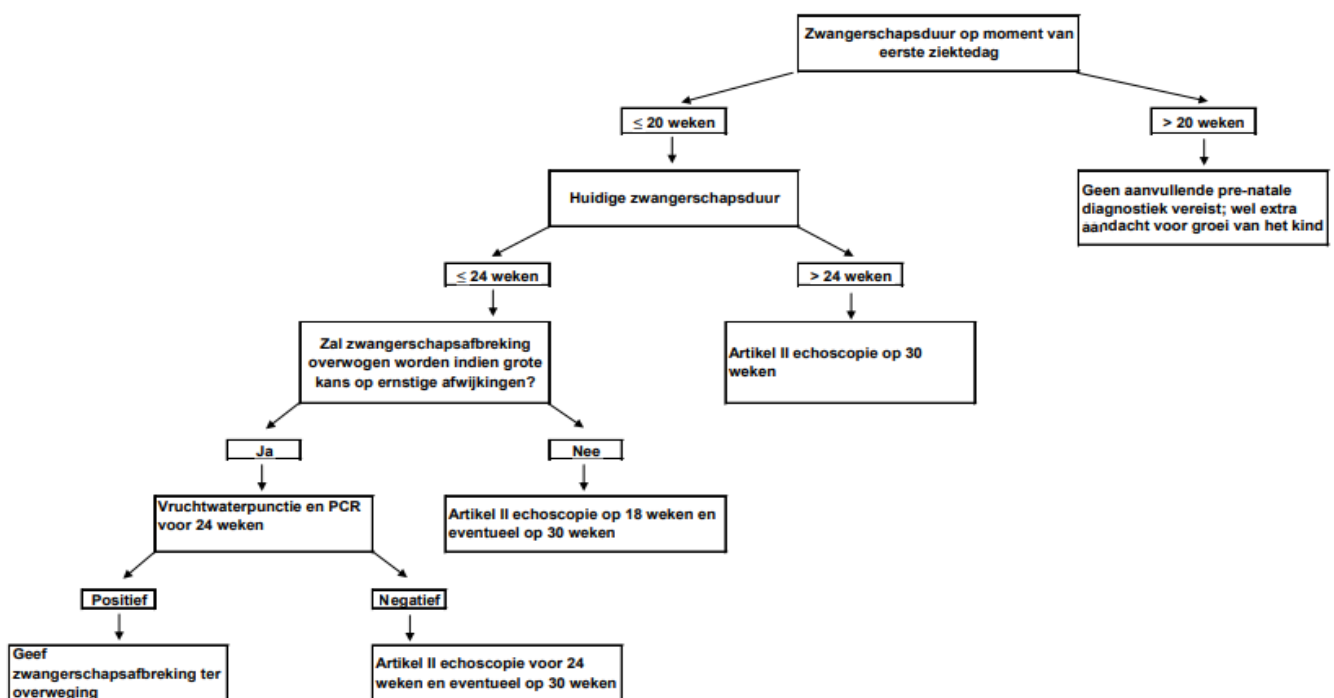 Zwangerschapsduur op moment van
eerste ziektedag
≤ 20 weken
> 20 weken
Huidige zwangerschapsduur
Geen aanvullende pre-natale
diagnostiek vereist; wel extra
aandacht voor groei van het kind
≤ 24 weken
> 24 weken
Zal zwangerschapsafbreking
overwogen worden indien grote
kans op ernstige afwijkingen?
Artikel II echoscopie op 30
weken
Ja
Nee
Vruchtwaterpunctie en PCR
voor 24 weken
Artikel II echoscopie op 18 weken en
eventueel op 30 weken
Positief
Negatief
Geef
zwangerschapsafbreking ter
overweging
Artikel II echoscopie voor 24
weken en eventueel op 30 weken